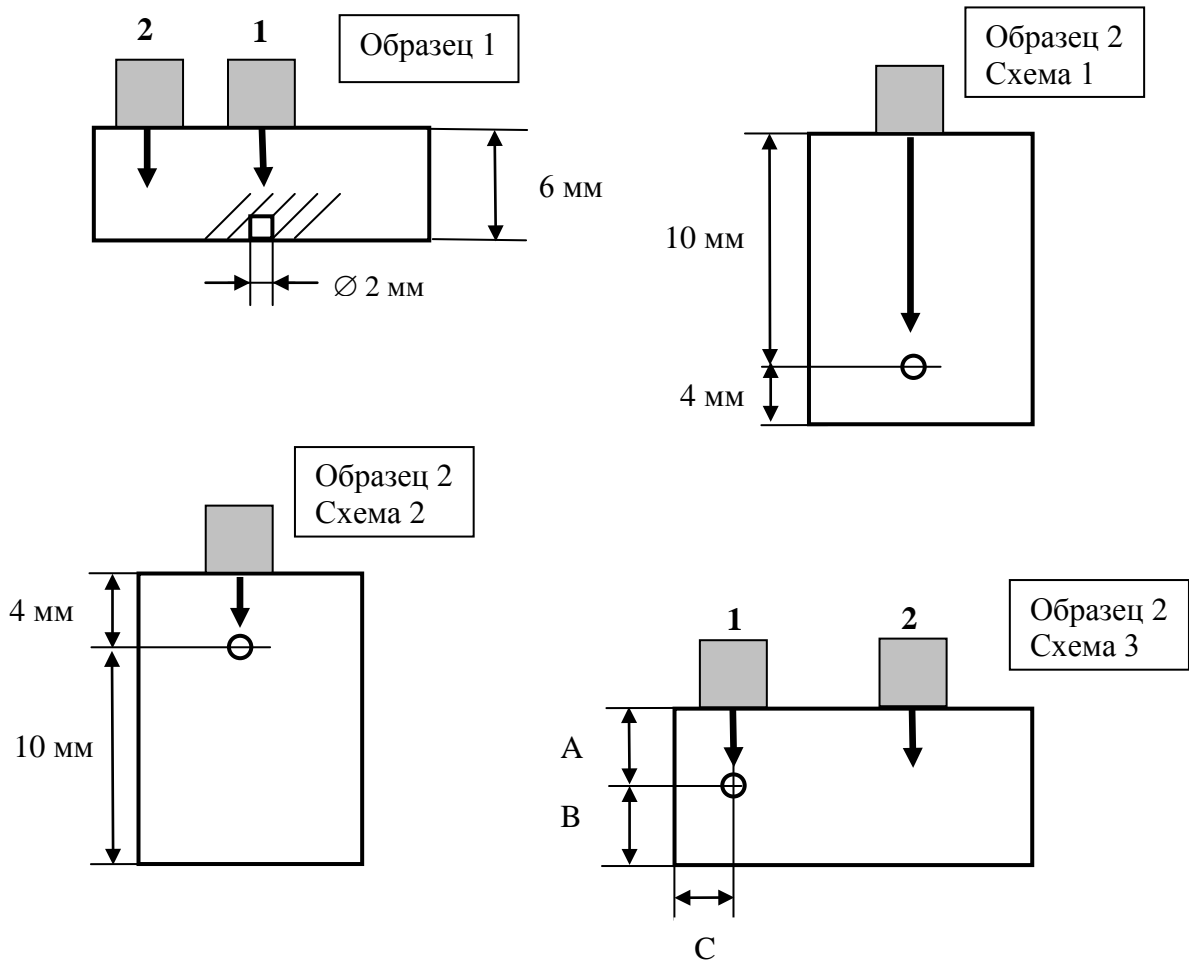 2 1
Образец 1
6 мм
∅ 2 мм
Образец 2
Схема 1
10 мм
4 мм
Образец 2
Схема 2
4 мм
10 мм
Образец 2
Схема 3
1 2
A
B
C